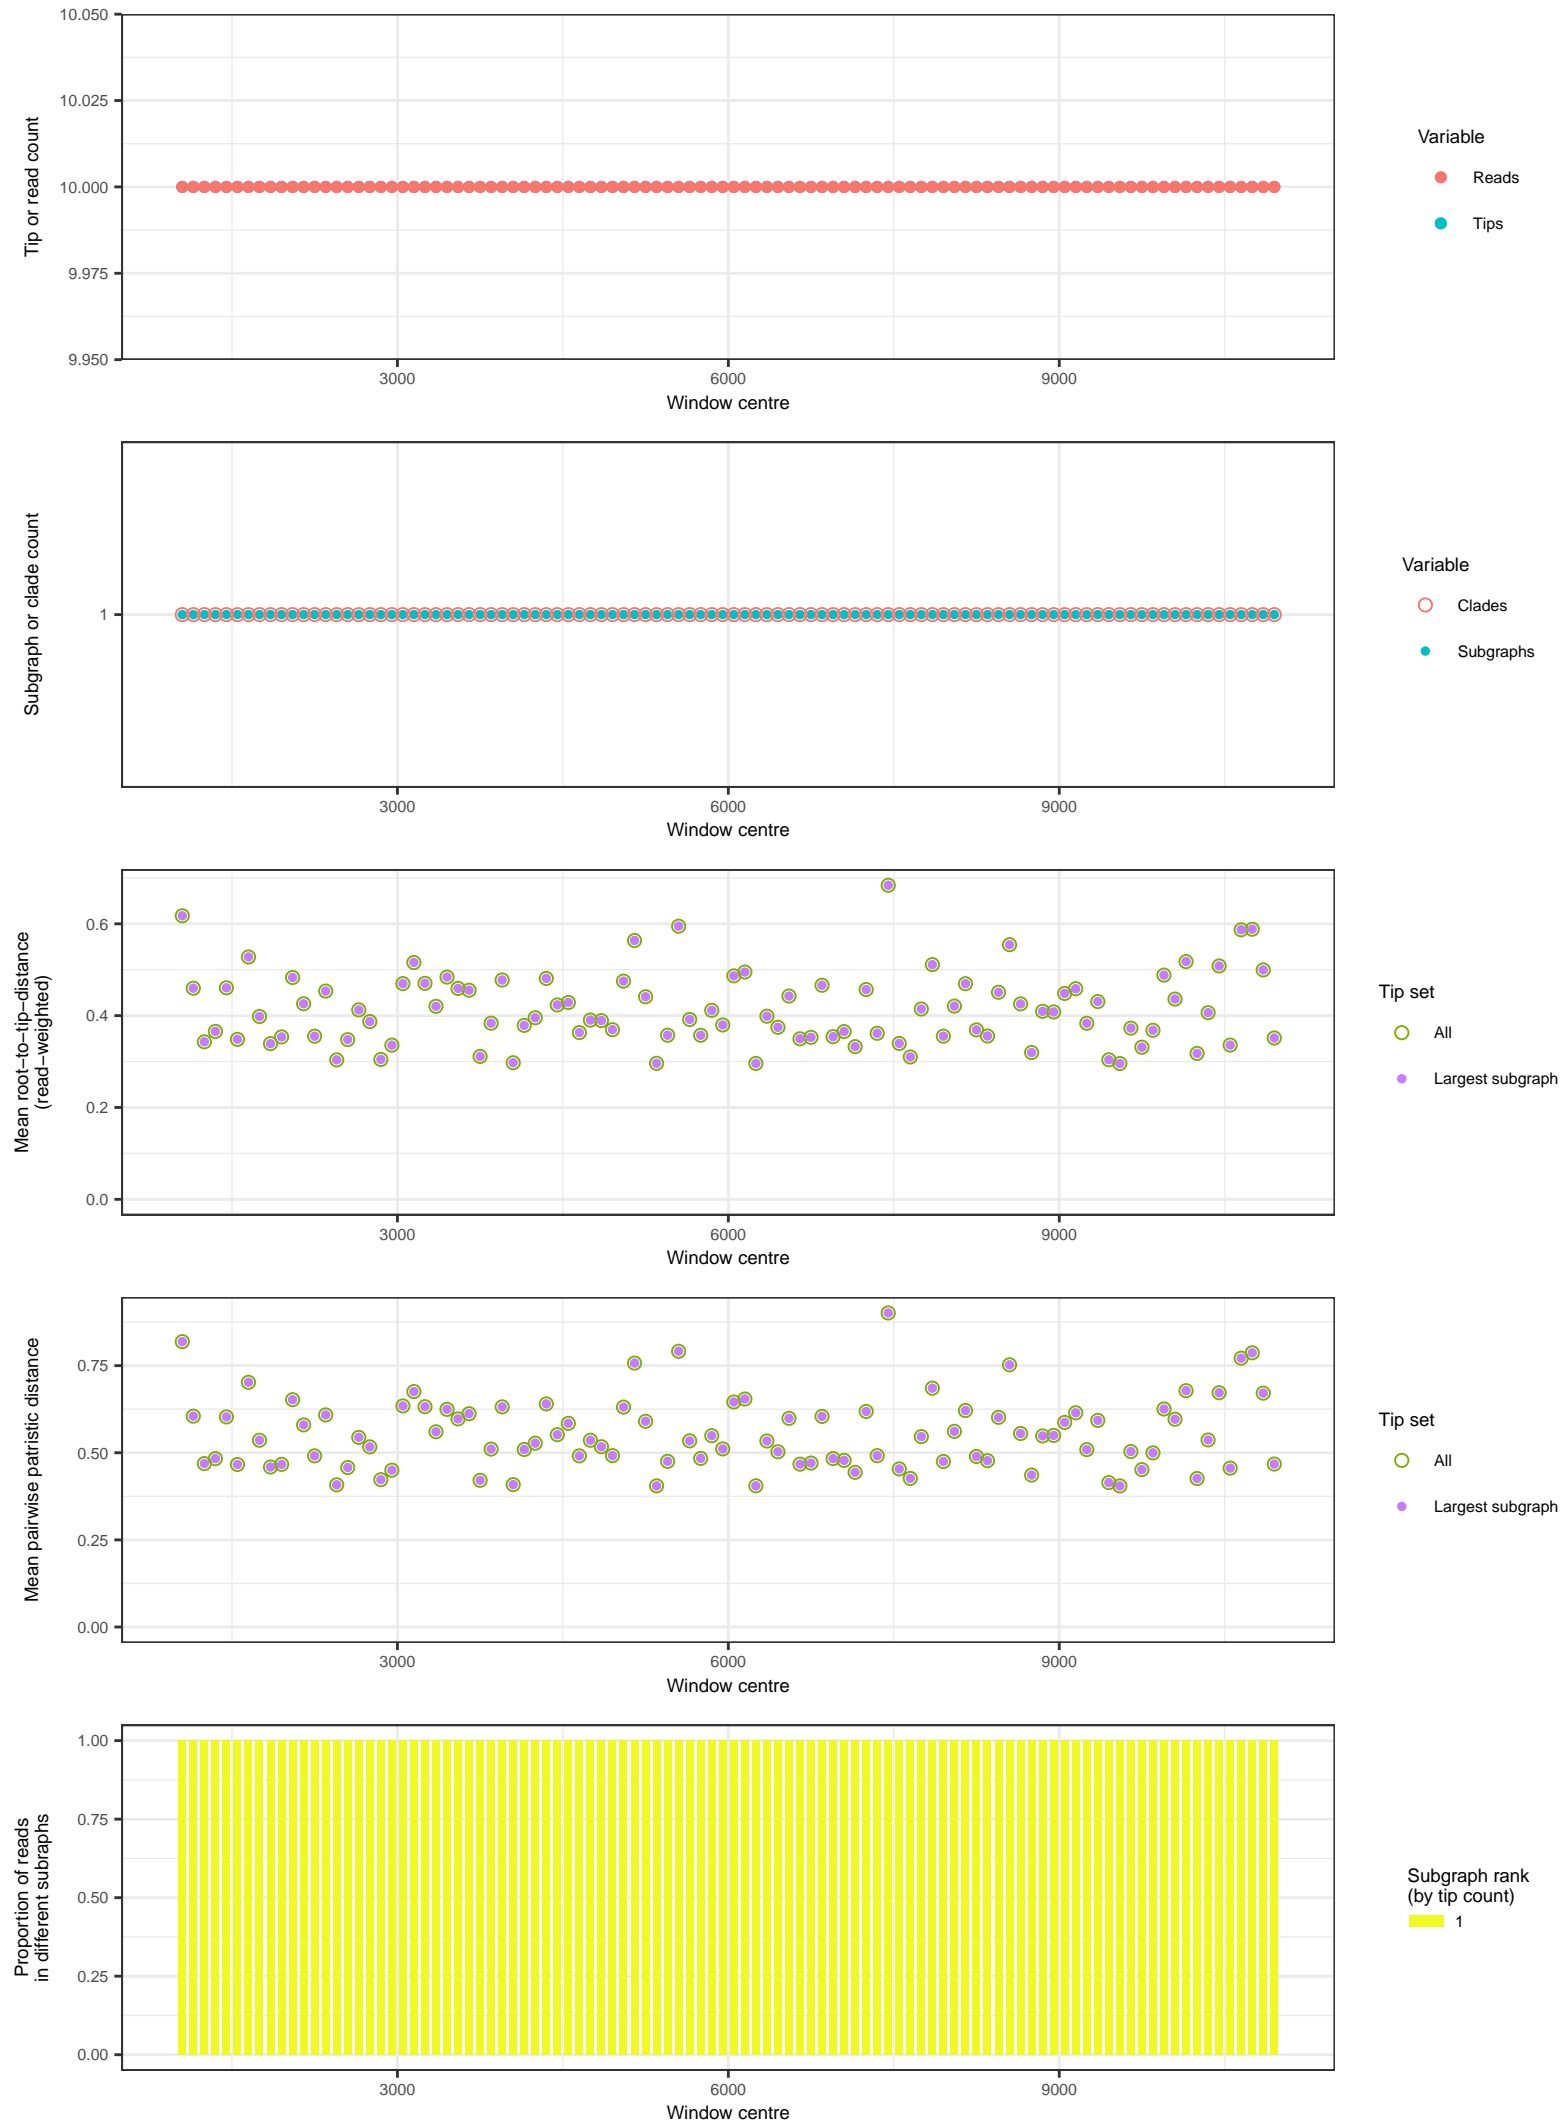 10.050
10.025
10.000
9.975
9.950
Tip or read count
3000
6000
9000
Window centre
Variable
Reads
Tips
Subgraph or clade count
1
3000
6000
9000
Window centre
Variable
Clades
Subgraphs
Mean root−to−tip−distance
(read−weighted)
0.6
0.4
0.2
0.0
3000
6000
9000
Window centre
Tip set
All
Largest subgraph
Mean pairwise patristic distance
0.75
0.50
0.25
0.00
3000
6000
9000
Window centre
Tip set
All
Largest subgraph
Proportion of reads
in different subraphs
1.00
0.75
0.50
0.25
0.00
3000
6000
9000
Window centre
Subgraph rank
(by tip count)
1